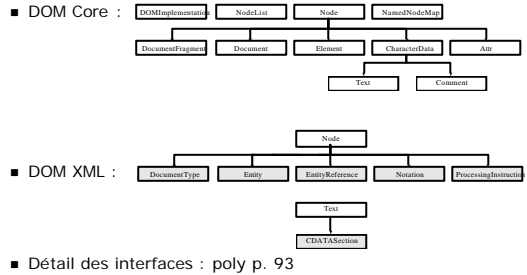 ■ DOM Core : DOMImplementation NodeList Node NamedNodeMap
DocumentFragment Document Element CharacterData Attr
Text Comment
Node
■ DOM XML : DocumentType Entity EntityReference Notation ProcessingInstruction
Text
CDATASection
■ Détail des interfaces : poly p. 93